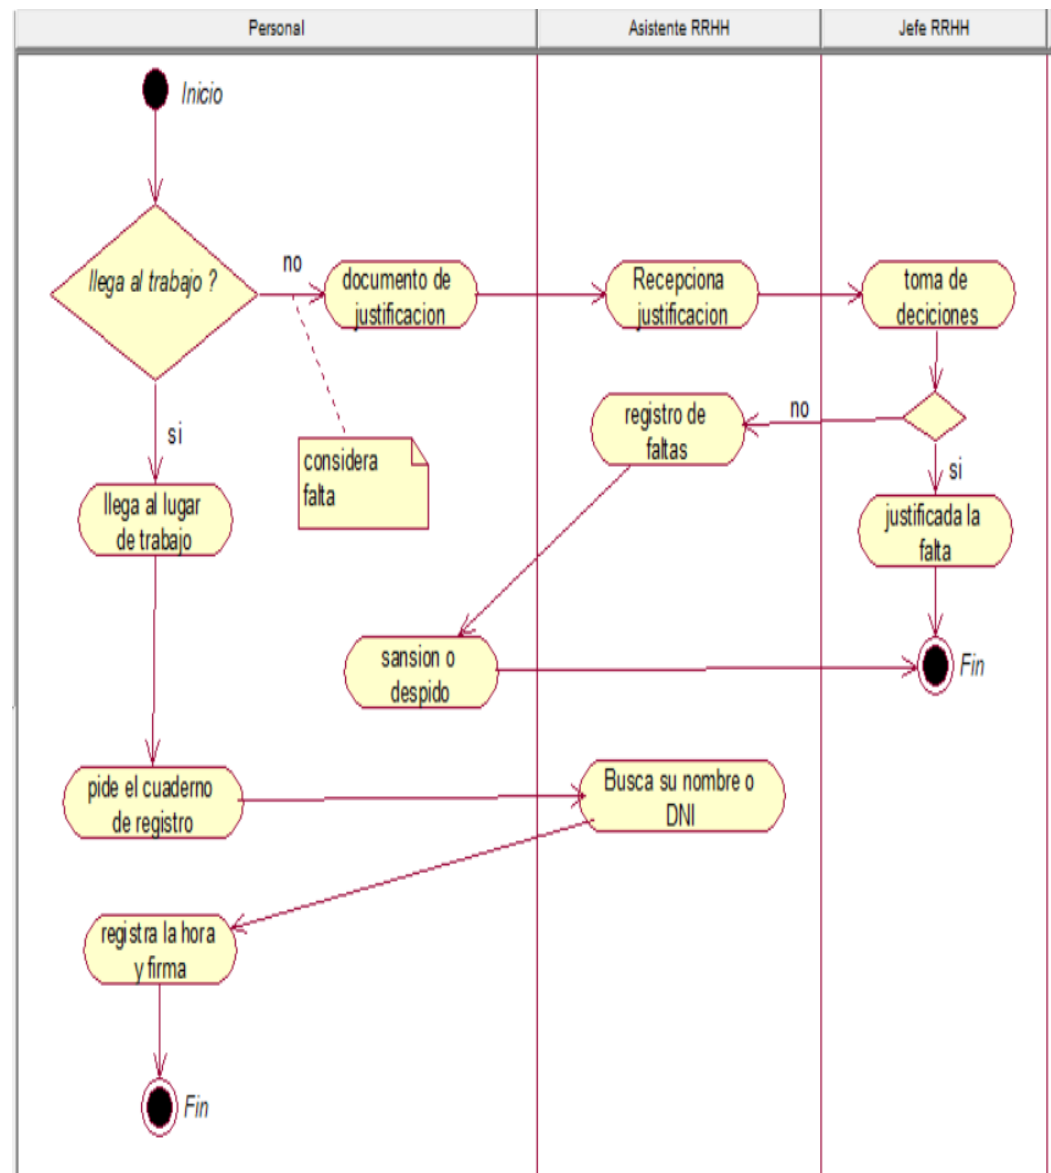 Personal
Asistente RRHH
Jefe RRHH
Inicio
llega al trabajo ?
no
documento de
justificacion
Recepciona
justificacion
toma de
deciciones
si
considera
falta
registro de
faltas
no
si
llega al lugar
de trabajo
justificada la
falta
sansion o
despido
Fin
pide el cuaderno
de registro
Busca su nombre o
DNI
registra la hora
y firma
Fin